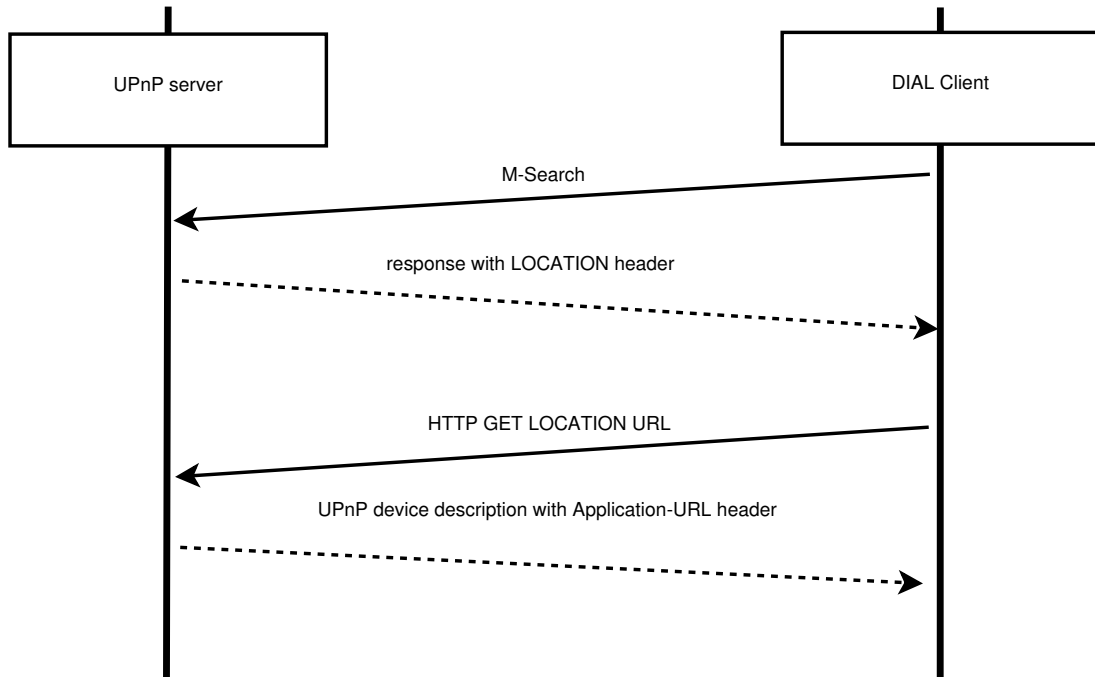 UPnP server
DIAL Client
M-Search
response with LOCATION header
HTTP GET LOCATION URL
UPnP device description with Application-URL header